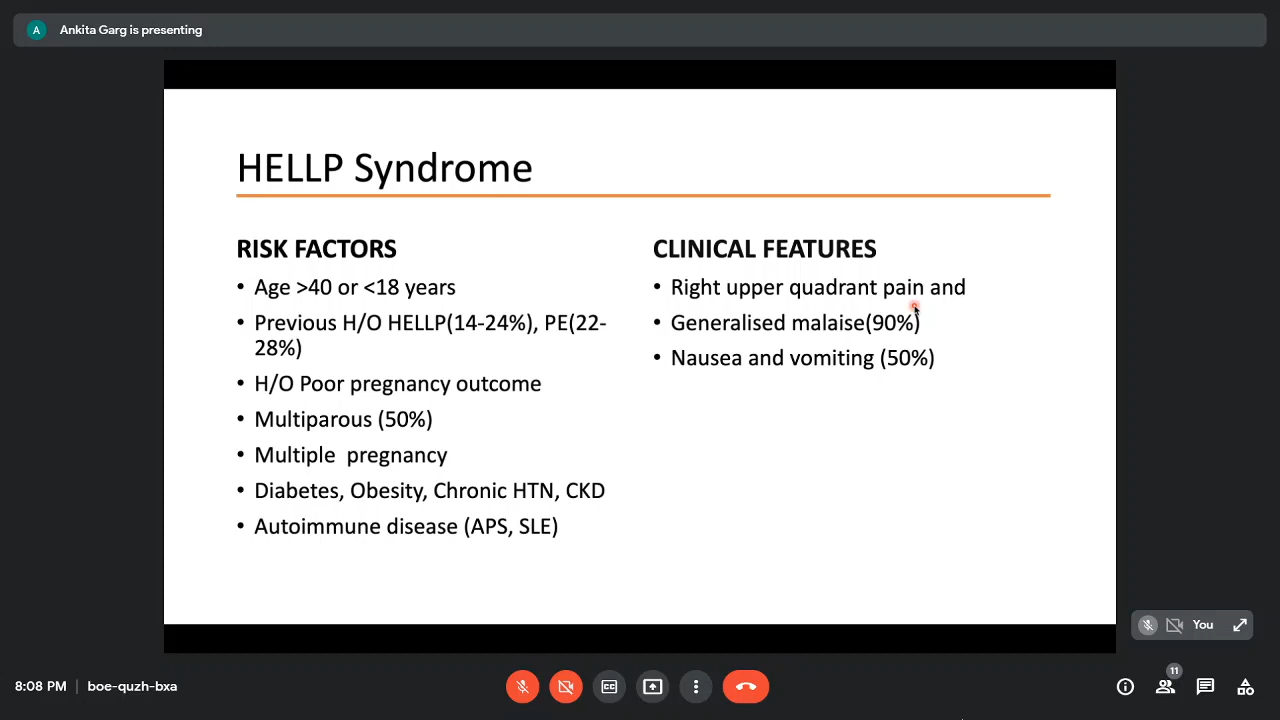 A
Ankita Garg is presenting
HELLP Syndrome
RISK FACTORS
• Age >40 or <18 years
• Previous H/O HELLP(14-24%), PE(22-
28%)
• H/O Poor pregnancy outcome
• Multiparous (50%)
• Multiple  pregnancy
• Diabetes, Obesity, Chronic HTN, CKD
• Autoimmune disease (APS, SLE)
CLINICAL FEATURES
• Right upper quadrant pain and
• Generalised malaise(90%)
• Nausea and vomiting (50%)
You
8:08 PM | boe-quzh-bxa
CC
11